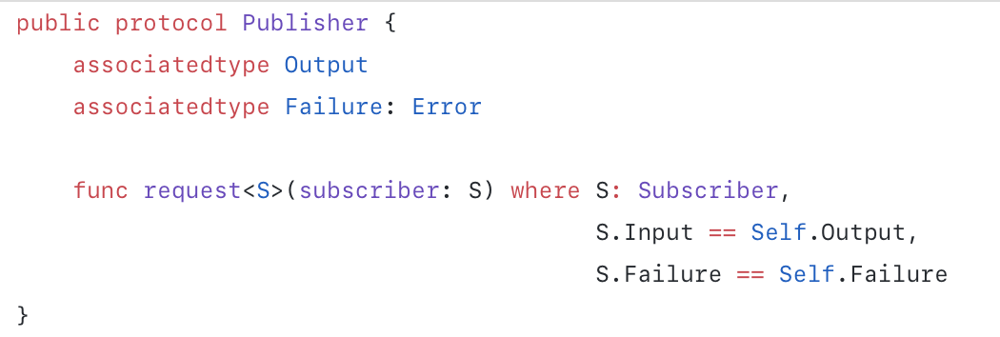 public protocol Publisher {
    associatedtype Output
    associatedtype Failure: Error

    func request<S>(subscriber: S) where S: Subscriber,
                                         S.Input == Self.Output,
                                         S.Failure == Self.Failure
}